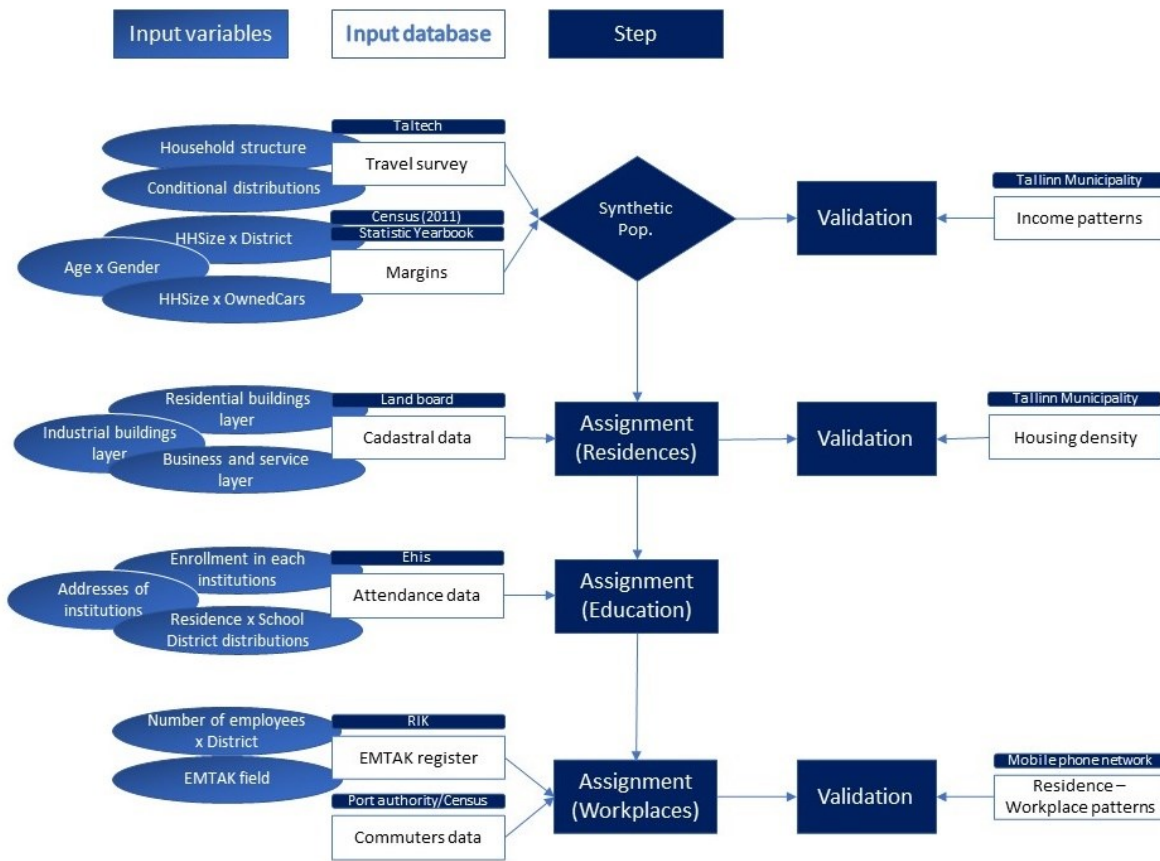 Input variables
Input database
Step
Household structure
Conditional distributions
HHSize x District
Age x Gender
HHSize x OwnedCars
Taltech
Travel survey
Census (2011)
Statistic Yearbook
Margins
Synthetic
Pop.
Validation
Tallinn Municipality
Income patterns
Residential buildings
layer
Industrial buildings
layer
Business and service
layer
Land board
Cadastral data
Assignment
(Residences)
Validation
Tallinn Municipality
Housing density
Enrollment in each
institutions
Addresses of
institutions
Residence x School
District distributions
Ehis
Attendance data
Assignment
(Education)
Number of employees
x District
EMTAK field
RIK
EMTAK register
Port authority/Census
Commuters data
Assignment
(Workplaces)
Validation
Mobile phone network
Residence –
Workplace patterns